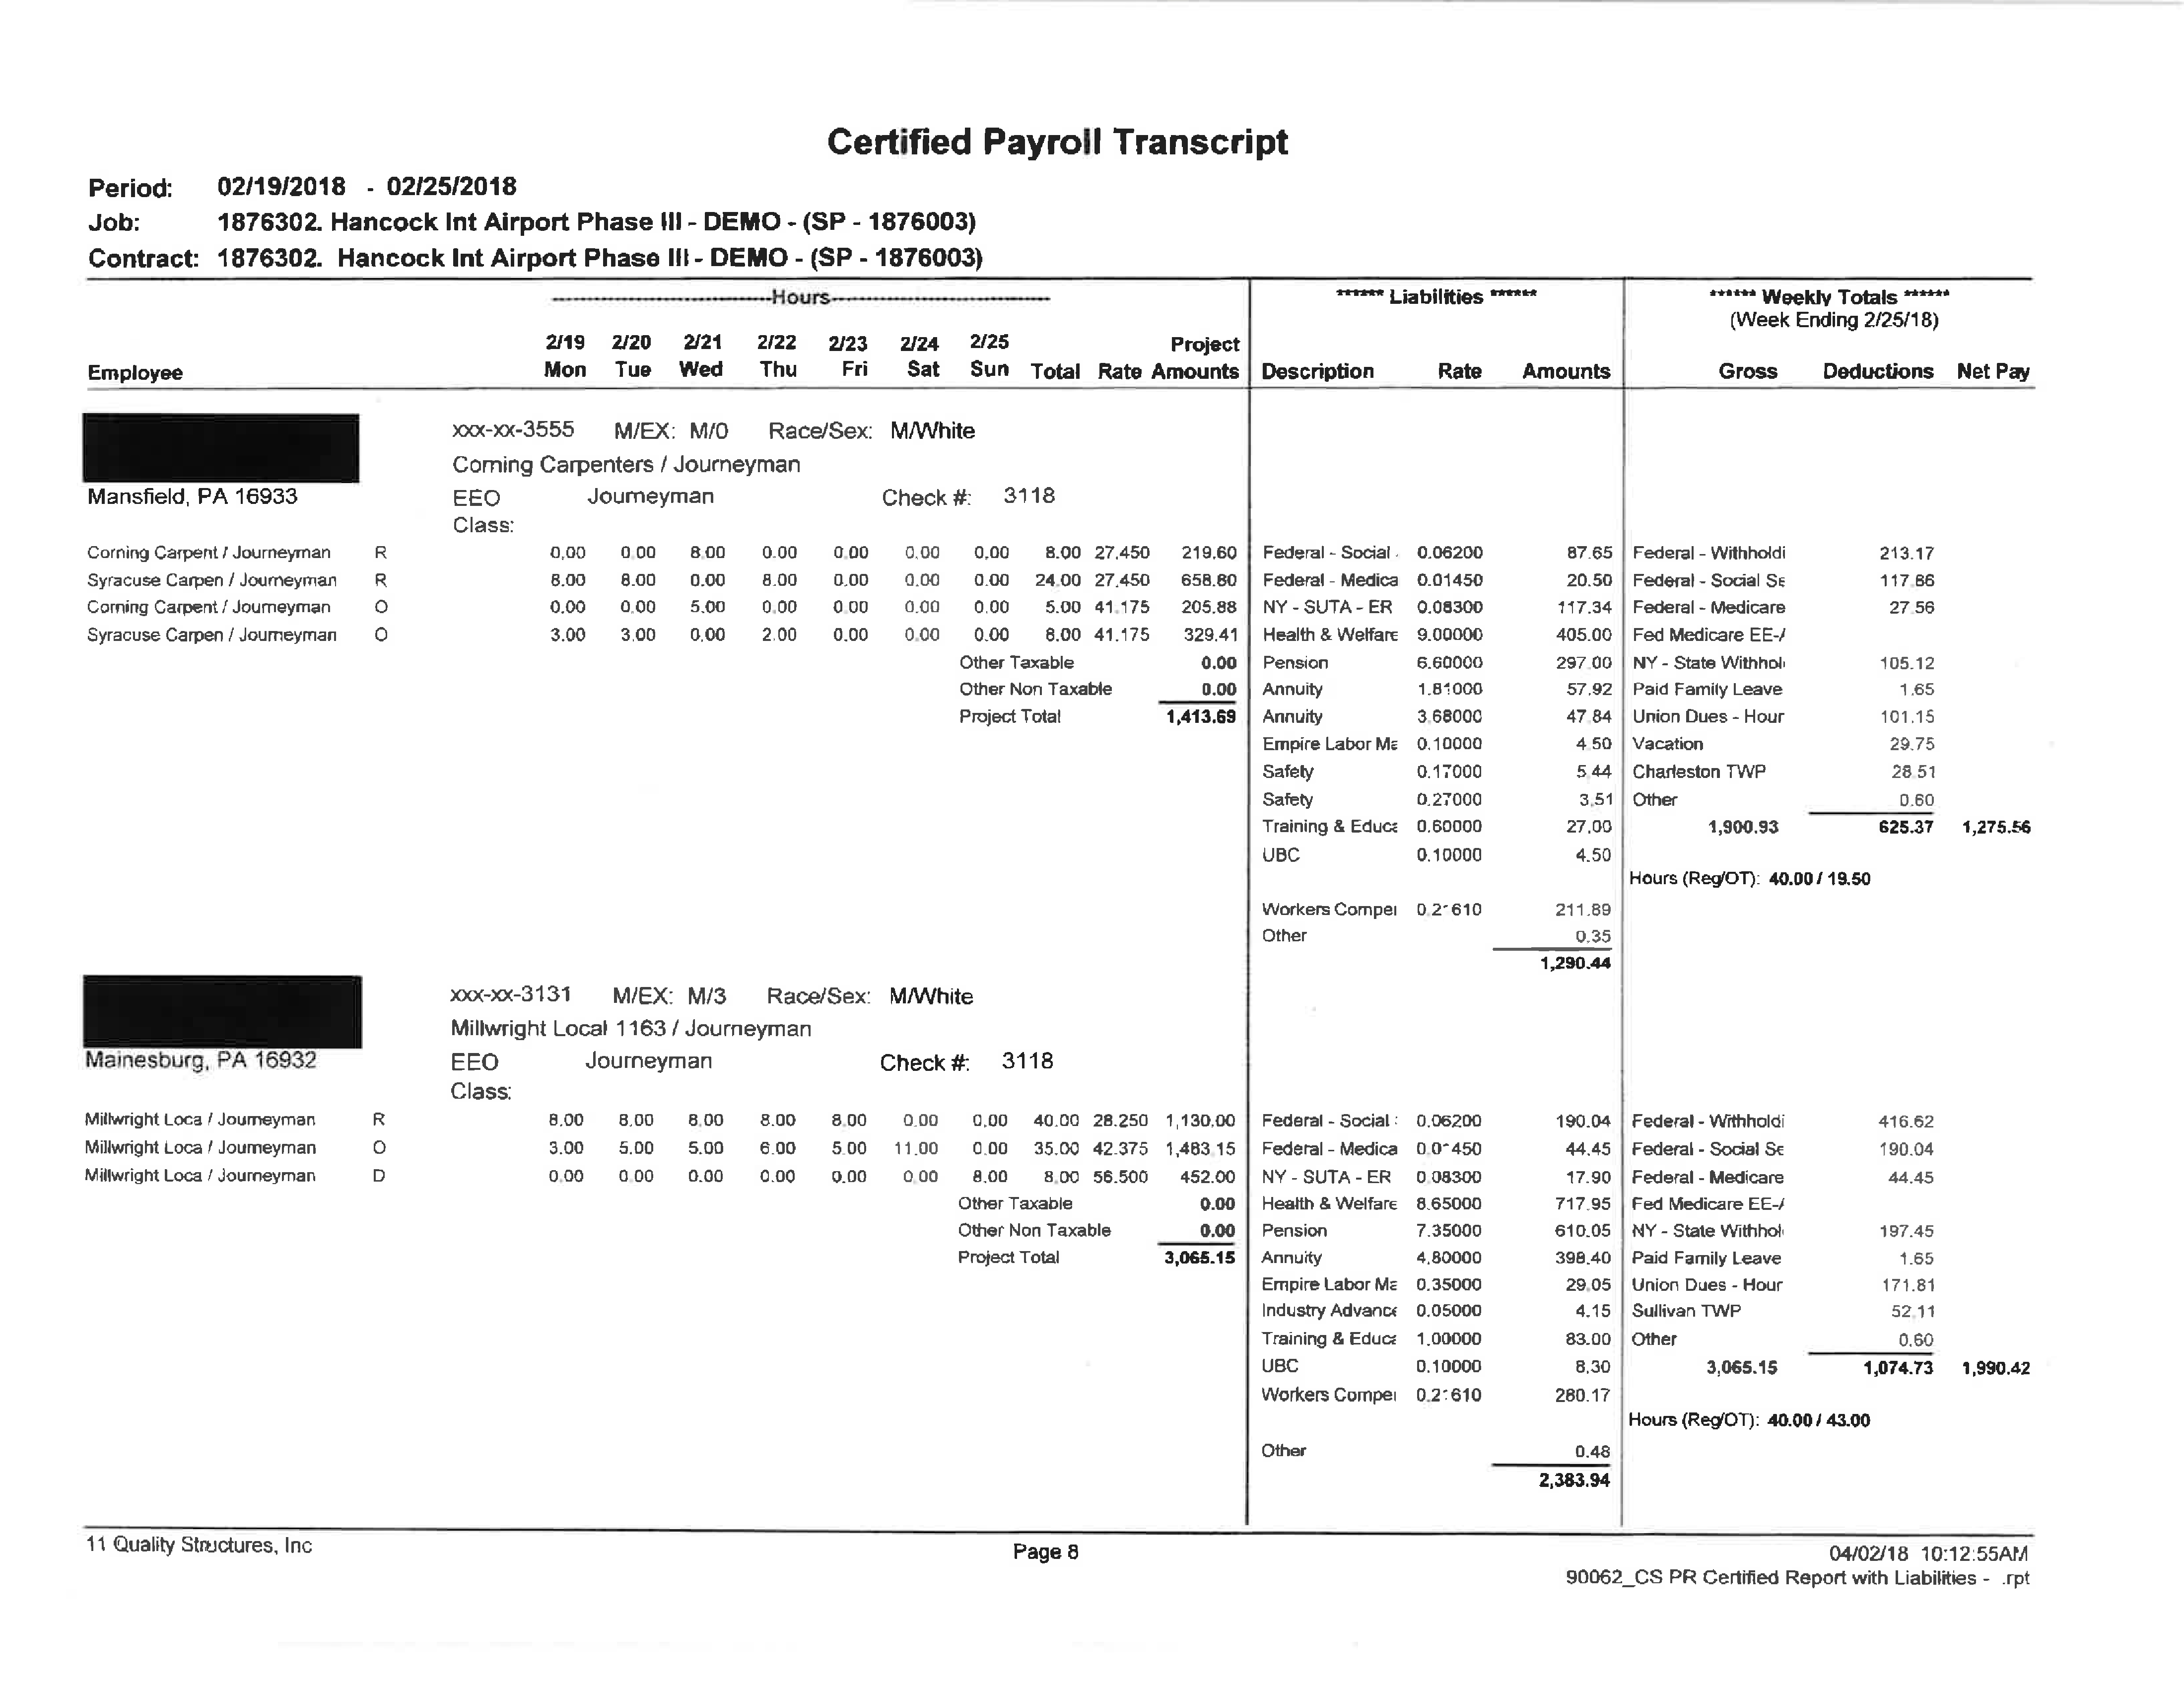 Certified Payroll Transcript
Period: 02/19/2018 - 02/25/2018
Job: 1876302. Hancock Int Airport Phase III - DEMO - (SP - 1876003)
Contract: 1876302. Hancock Int Airport Phase III - DEMO - (SP - 1876003)
Hours ****** Liabilities ****** ****** Weekly Totals ******
(Week Ending 2/25/18)
2/19 2/20 2/21 2/22 2/23 2/24 2/25 Project
Employee Mon Tue Wed Thu Fri Sat Sun Total Rate Amounts Description Rate Amounts Gross Deductions Net Pay
xxx-xx-3555 M/EX: M/0 Race/Sex: M/White
Corning Carpenters / Journeyman
Mansfield, PA 16933 EEO Journeyman Check #: 3118
Class:
Corning Carpent / Journeyman R 0.00 0.00 8.00 0.00 0.00 0.00 0.00 8.00 27.450 219.60 Federal - Social 0.06200 87.65 Federal - Withholdi 213.17
Syracuse Carpen / Journeyman R 8.00 8.00 0.00 8.00 0.00 0.00 0.00 24.00 27.450 658.80 Federal - Medica 0.01450 20.50 Federal - Social Se 117.86
Corning Carpent / Journeyman O 0.00 0.00 5.00 0.00 0.00 0.00 0.00 5.00 41.175 205.88 NY - SUTA - ER 0.08300 117.34 Federal - Medicare 27.56
Syracuse Carpen / Journeyman O 3.00 3.00 0.00 2.00 0.00 0.00 0.00 8.00 41.175 329.41 Health & Welfare 9.00000 405.00 Fed Medicare EE-
Other Taxable 0.00 Pension 6.60000 297.00 NY - State Withhol 105.12
Other Non Taxable 0.00 Annuity 1.81000 57.92 Paid Family Leave 1.65
Project Total 1,413.69 Annuity 3.68000 47.84 Union Dues - Hour 101.15
Empire Labor Ma 0.10000 4.50 Vacation 29.75
Safety 0.17000 5.44 Charleston TWP 28.51
Safety 0.27000 3.51 Other 0.60
Training & Educa 0.60000 27.00 1,900.93 625.37 1,275.56
UBC 0.10000 4.50
Hours (Reg/OT): 40.00 / 19.50
Workers Compe 0.21610 211.89
Other 0.35
1,290.44
xxx-xx-3131 M/EX: M/3 Race/Sex: M/White
Millwright Local 1163 / Journeyman
Mainesburg, PA 16932 EEO Journeyman Check #: 3118
Class:
Millwright Loca / Journeyman R 8.00 8.00 8.00 8.00 8.00 0.00 0.00 40.00 28.250 1,130.00 Federal - Social 0.06200 190.04 Federal - Withholdi 416.62
Millwright Loca / Journeyman O 3.00 5.00 5.00 6.00 5.00 11.00 0.00 35.00 42.375 1,483.15 Federal - Medica 0.01450 44.45 Federal - Social Se 190.04
Millwright Loca / Journeyman D 0.00 0.00 0.00 0.00 0.00 0.00 8.00 8.00 56.500 452.00 NY - SUTA - ER 0.08300 17.90 Federal - Medicare 44.45
Other Taxable 0.00 Health & Welfare 8.65000 717.95 Fed Medicare EE-
Other Non Taxable 0.00 Pension 7.35000 610.05 NY - State Withhol 197.45
Project Total 3,065.15 Annuity 4.80000 398.40 Paid Family Leave 1.65
Empire Labor Ma 0.35000 29.05 Union Dues - Hour 171.81
Industry Advance 0.05000 4.15 Sullivan TWP 52.11
Training & Educa 1.00000 83.00 Other 0.60
UBC 0.10000 8.30 3,065.15 1,074.73 1,990.42
Workers Compe 0.21610 280.17
Hours (Reg/OT): 40.00 / 43.00
Other 0.48
2,383.94
11 Quality Structures, Inc Page 8 04/02/18 10:12:55AM
90062_CS PR Certified Report with Liabilities - .rpt